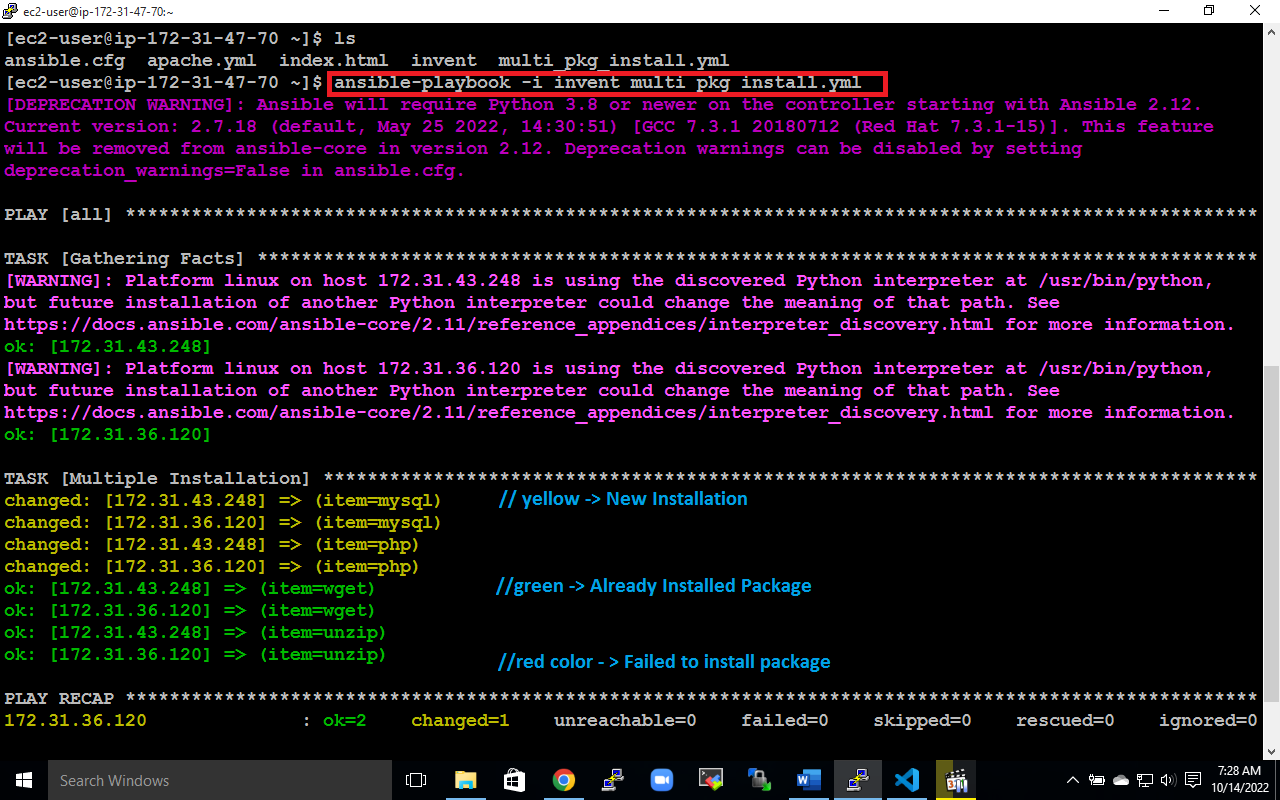 ec2-user@ip-172-31-47-70:~
[ec2-user@ip-172-31-47-70 ~]$ ls
ansible.cfg  apache.yml  index.html  invent  multi_pkg_install.yml
[ec2-user@ip-172-31-47-70 ~]$ ansible-playbook -i invent multi_pkg_install.yml
[DEPRECATION WARNING]: Ansible will require Python 3.8 or newer on the controller starting with Ansible 2.12.
Current version: 2.7.18 (default, May 25 2022, 14:30:51) [GCC 7.3.1 20180712 (Red Hat 7.3.1-15)]. This feature
will be removed from ansible-core in version 2.12. Deprecation warnings can be disabled by setting
deprecation_warnings=False in ansible.cfg.
PLAY [all] *******************************************************************************************************
TASK [Gathering Facts] *******************************************************************************************
[WARNING]: Platform linux on host 172.31.43.248 is using the discovered Python interpreter at /usr/bin/python,
but future installation of another Python interpreter could change the meaning of that path. See
https://docs.ansible.com/ansible-core/2.11/reference_appendices/interpreter_discovery.html for more information.
ok: [172.31.43.248]
[WARNING]: Platform linux on host 172.31.36.120 is using the discovered Python interpreter at /usr/bin/python,
but future installation of another Python interpreter could change the meaning of that path. See
https://docs.ansible.com/ansible-core/2.11/reference_appendices/interpreter_discovery.html for more information.
ok: [172.31.36.120]
TASK [Multiple Installation] *************************************************************************************
changed: [172.31.43.248] => (item=mysql) // yellow -> New Installation
changed: [172.31.36.120] => (item=mysql)
changed: [172.31.43.248] => (item=php)
changed: [172.31.36.120] => (item=php)
ok: [172.31.43.248] => (item=wget) //green -> Already Installed Package
ok: [172.31.36.120] => (item=wget)
ok: [172.31.43.248] => (item=unzip)
ok: [172.31.36.120] => (item=unzip) //red color - > Failed to install package
PLAY RECAP *******************************************************************************************************
172.31.36.120 : ok=2 changed=1 unreachable=0 failed=0 skipped=0 rescued=0 ignored=0
Search Windows
7:28 AM
10/14/2022